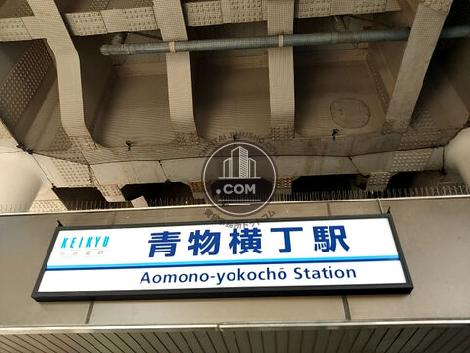 KEIKYU
青物横丁駅
Aomono-yokochō Station
.COM